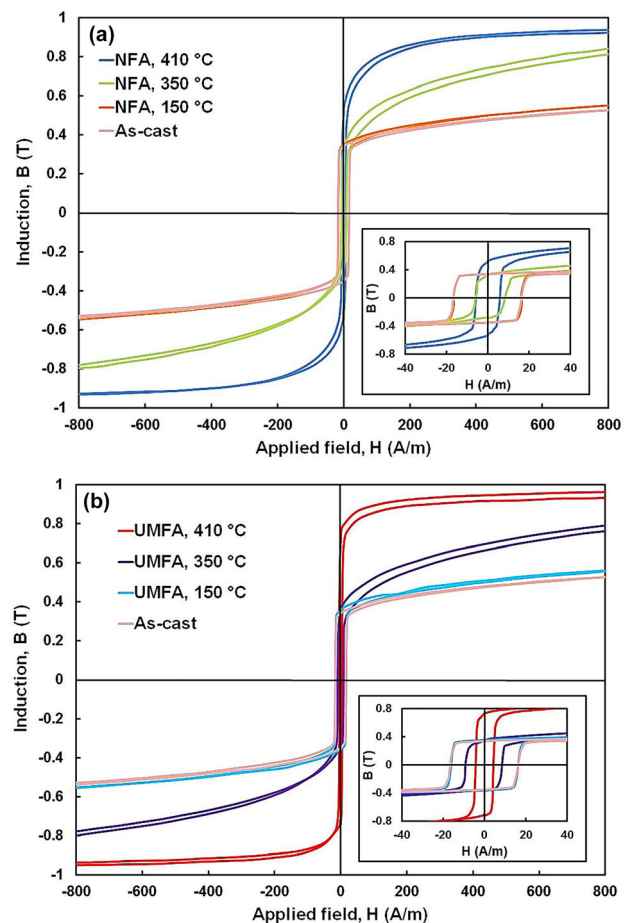 (a)
NFA, 410 °C
NFA, 350 °C
NFA, 150 °C
As-cast
Induction, B (T)
1
0.8
0.6
0.4
0.2
0
-0.2
-0.4
-0.6
-0.8
-1
-800 -600 -400 -200 0 200 400 600 800
Applied field, H (A/m)
B (T)
0.8
0.4
0
-0.4
-0.8
-40 -20 0 20 40
H (A/m)
(b)
UMFA, 410 °C
UMFA, 350 °C
UMFA, 150 °C
As-cast
Induction, B (T)
1
0.8
0.6
0.4
0.2
0
-0.2
-0.4
-0.6
-0.8
-1
-800 -600 -400 -200 0 200 400 600 800
Applied field, H (A/m)
B (T)
0.8
0.4
0
-0.4
-0.8
-40 -20 0 20 40
H (A/m)